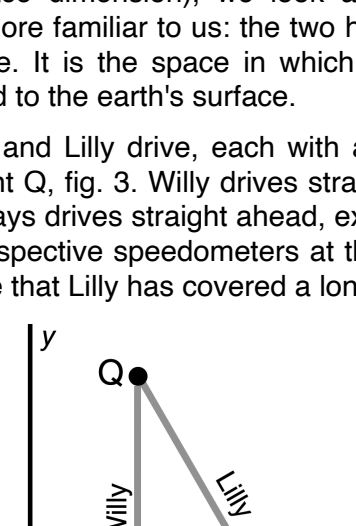 ore familiar to us: the two h
e. It is the space in which
d to the earth's surface.
and Lilly drive, each with a
nt Q, fig. 3. Willy drives stra
ays drives straight ahead, ex
spective speedometers at th
e that Lilly has covered a lon
y
Q
Willy
Lilly